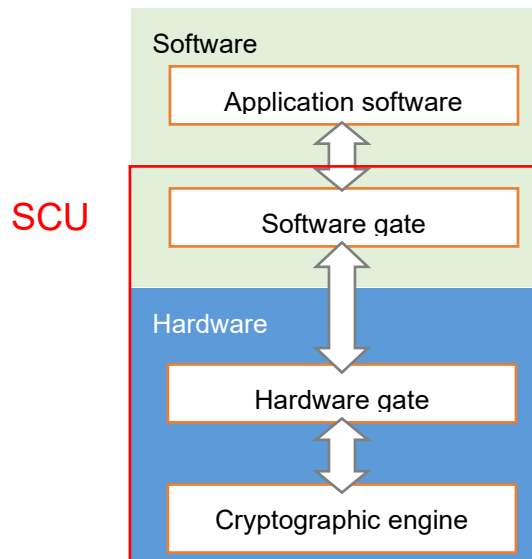 Software
Application software
SCU
Software gate
Hardware
Hardware gate
Cryptographic engine